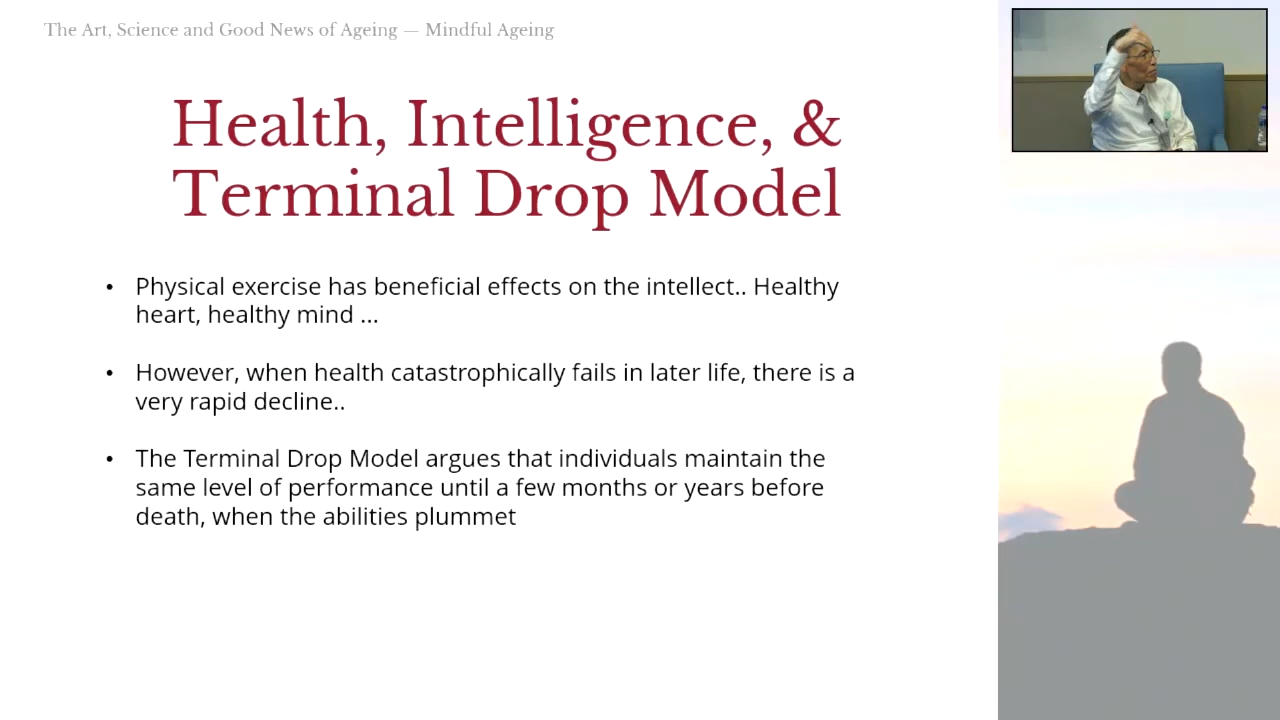 The Art, Science and Good News of Ageing — Mindful Ageing
Health, Intelligence, &
Terminal Drop Model
• Physical exercise has beneficial effects on the intellect.. Healthy
heart, healthy mind ...
• However, when health catastrophically fails in later life, there is a
very rapid decline..
• The Terminal Drop Model argues that individuals maintain the
same level of performance until a few months or years before
death, when the abilities plummet